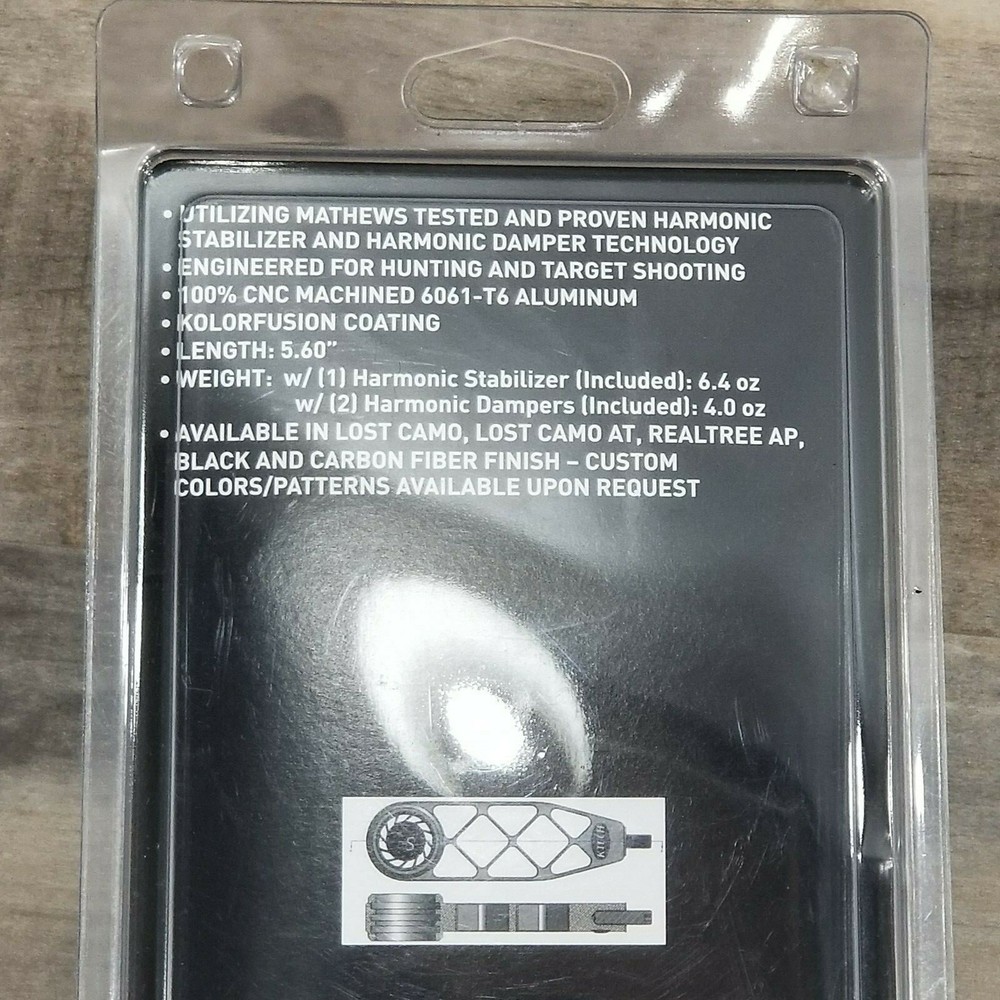 • UTILIZING MATHEWS TESTED AND PROVEN HARMONIC
STABILIZER AND HARMONIC DAMPER TECHNOLOGY
• ENGINEERED FOR HUNTING AND TARGET SHOOTING
• 100% CNC MACHINED 6061-T6 ALUMINUM
• KOLORFUSION COATING
• LENGTH: 5.60”
• WEIGHT: w/ (1) Harmonic Stabilizer (Included): 6.4 oz
w/ (2) Harmonic Dampers (Included): 4.0 oz
• AVAILABLE IN LOST CAMO, LOST CAMO AT, REALTREE AP,
BLACK AND CARBON FIBER FINISH – CUSTOM
COLORS/PATTERNS AVAILABLE UPON REQUEST
S